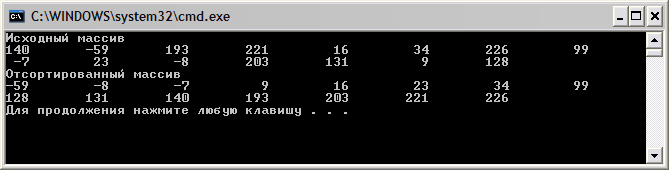 C:\WINDOWS\system32\cmd.exe
Исходный массив
140 -59 193 221 16 34 226 99
-7 23 -8 203 131 9 128
Отсортированный массив
-59 -8 -7 9 16 23 34 99
128 131 140 193 203 221 226
Для продолжения нажмите любую клавишу . . .